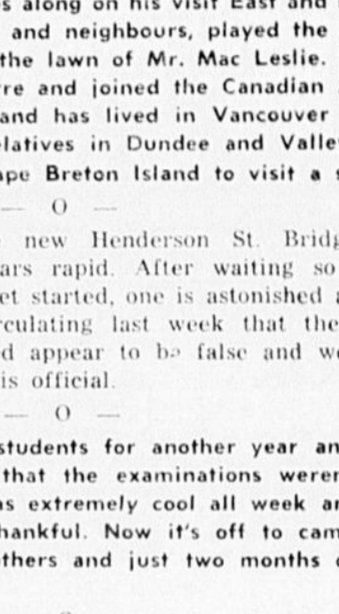 s along on his visit East and
and neighbours, played the
the lawn of Mr. Mac Leslie.
re and joined the Canadian
and has lived in Vancouver
latives in Dundee and Valle
ape Breton Island to visit a s
— O —
new Henderson St. Bridg
ars rapid. After waiting so
et started, one is astonished a
rculating last week that the
d appear to be false and w
is official.
— O —
students for another year an
that the examinations weren
as extremely cool all week an
hankful. Now it's off to cam
thers and just two months